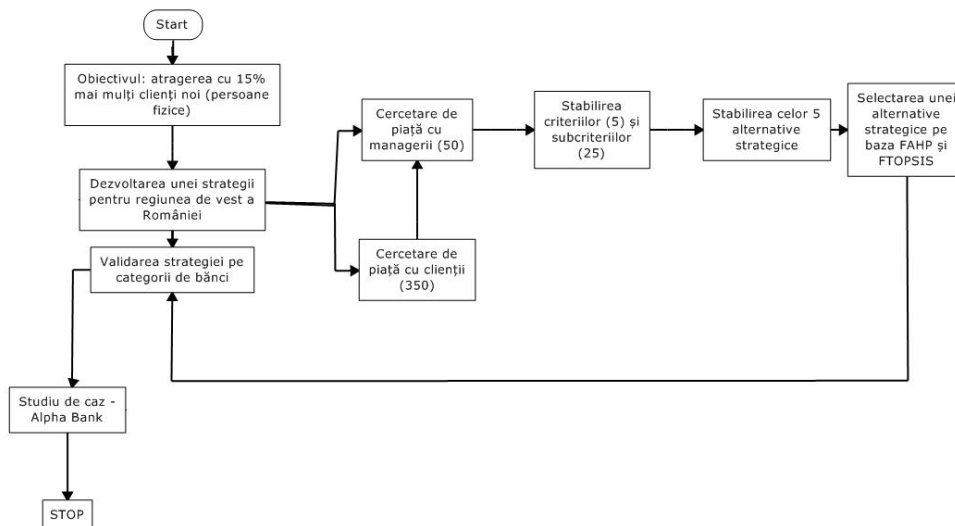 Start
Obiectivul: atragerea cu 15%
mai mulți clienți noi (persoane
fizice)
Dezvoltarea unei strategii
pentru regiunea de vest a
României
Validarea strategiei pe
categorii de bănci
Studiu de caz -
Alpha Bank
STOP
Cercetare de
piață cu
managerii (50)
Cercetare de
piață cu clienții
(350)
Stabilirea
criteriilor (5) și
subcriteriilor
(25)
Stabilirea celor 5
alternative
strategice
Selectarea unei
alternative
strategice pe
baza FAHP și
FTOPSIS